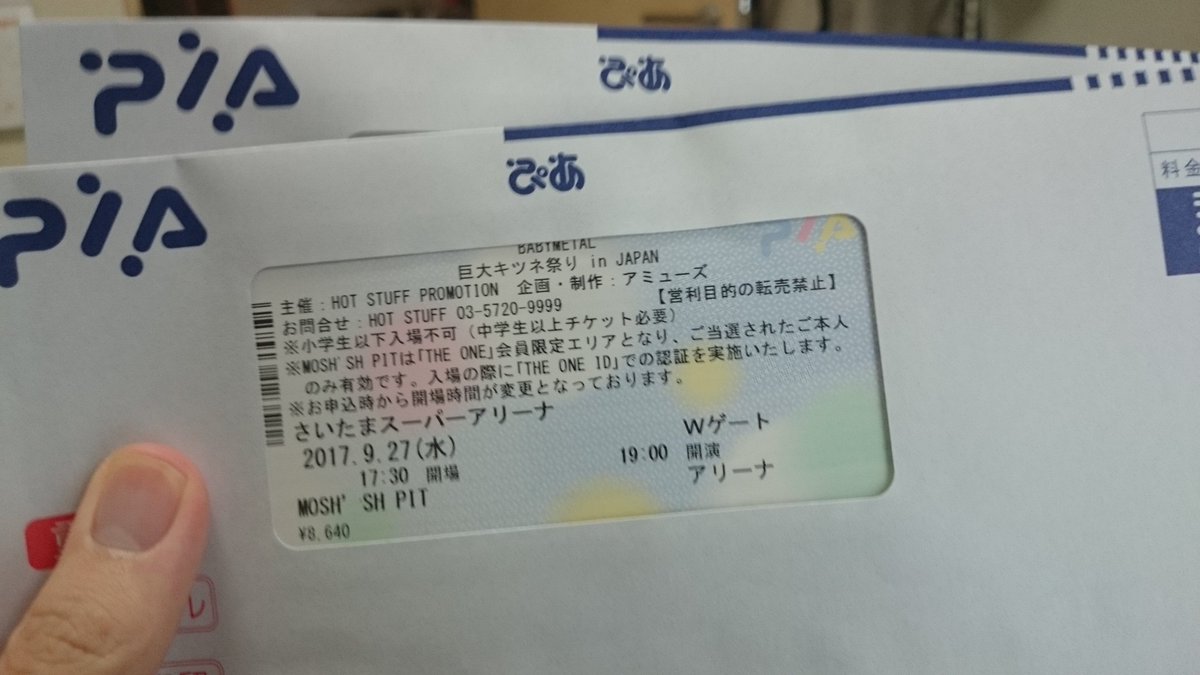 PIA
ぴあ
PIA
ぴあ
料金
BABYMETAL
巨大キツネ祭り in JAPAN
主催：HOT STUFF PROMOTION 企画・制作：アミューズ
お問合せ：HOT STUFF 03-5720-9999 【営利目的の転売禁止】
※小学生以下入場不可（中学生以上チケット必要）
※MOSH'SH PITは｢THE ONE｣会員限定エリアとなり、ご当選されたご本人
のみ有効です。入場の際に｢THE ONE ID｣での認証を実施いたします。
※お申込時から開場時間が変更となっております。
さいたまスーパーアリーナ Wゲート
2017. 9. 27(水) 19:00 開演
17:30 開場 アリーナ
MOSH' SH PIT
¥8,640